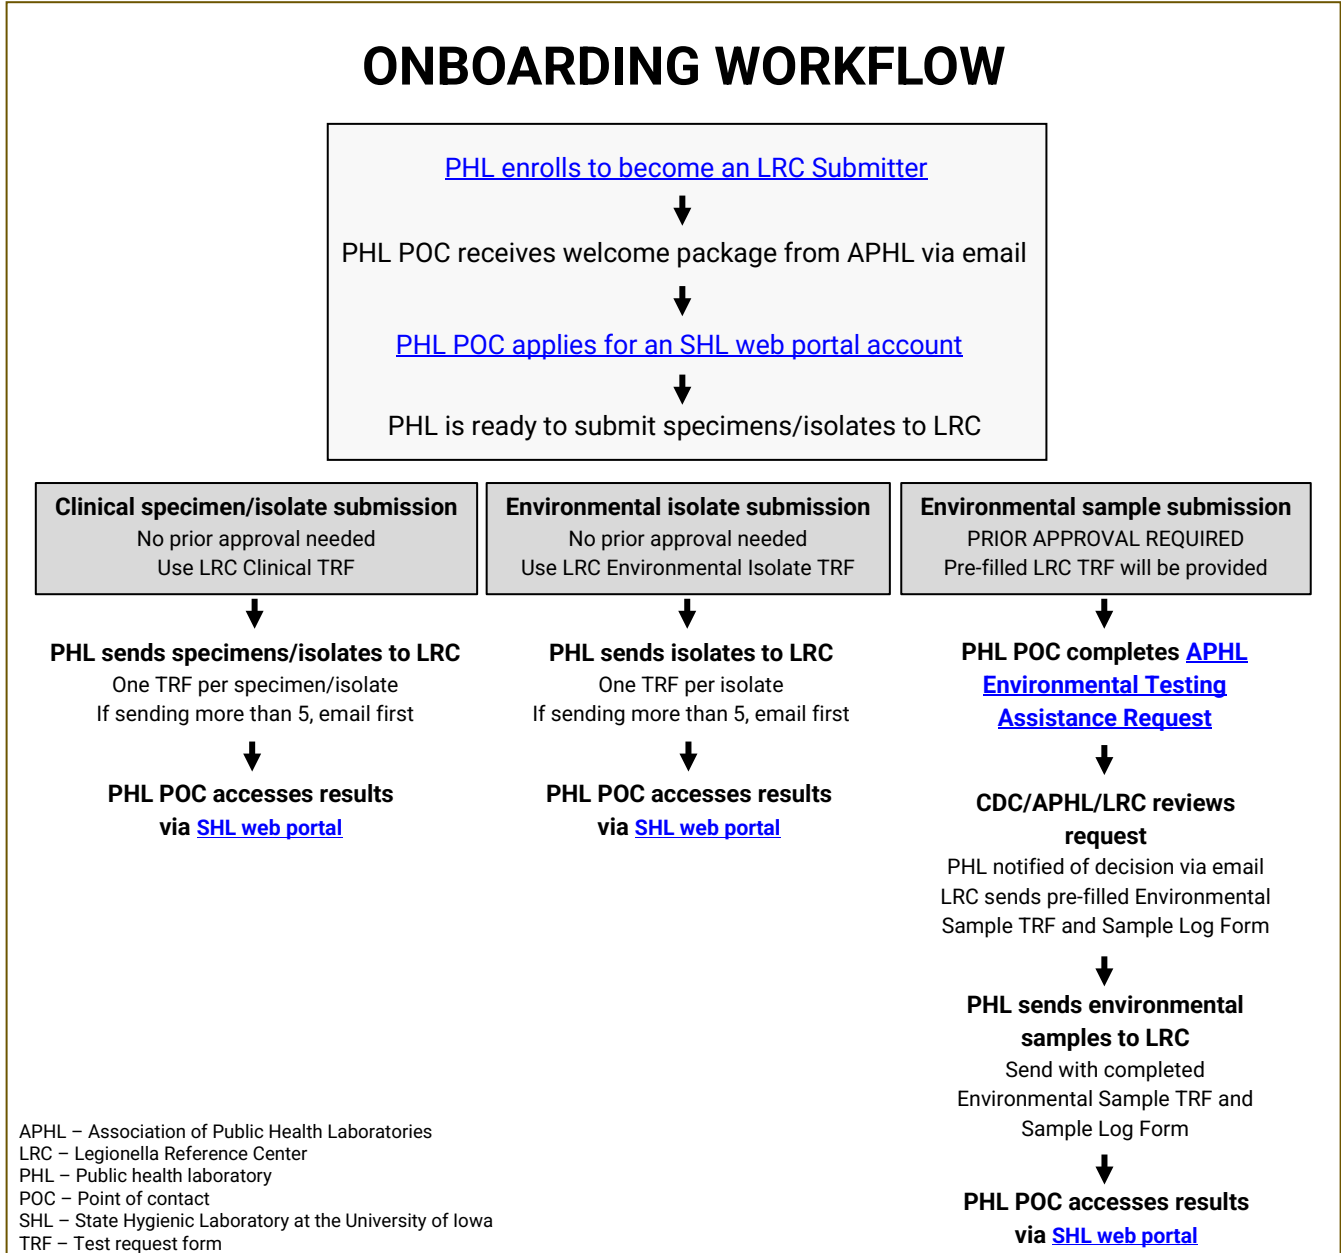 ONBOARDING WORKFLOW
PHL enrolls to become an LRC Submitter
PHL POC receives welcome package from APHL via email
PHL POC applies for an SHL web portal account
PHL is ready to submit specimens/isolates to LRC
Clinical specimen/isolate submission
No prior approval needed
Use LRC Clinical TRF
PHL sends specimens/isolates to LRC
One TRF per specimen/isolate
If sending more than 5, email first
PHL POC accesses results
via SHL web portal
Environmental isolate submission
No prior approval needed
Use LRC Environmental Isolate TRF
PHL sends isolates to LRC
One TRF per isolate
If sending more than 5, email first
PHL POC accesses results
via SHL web portal
Environmental sample submission
PRIOR APPROVAL REQUIRED
Pre-filled LRC TRF will be provided
PHL POC completes APHL
Environmental Testing
Assistance Request
CDC/APHL/LRC reviews
request
PHL notified of decision via email
LRC sends pre-filled Environmental
Sample TRF and Sample Log Form
PHL sends environmental
samples to LRC
Send with completed
Environmental Sample TRF and
Sample Log Form
PHL POC accesses results
via SHL web portal
APHL – Association of Public Health Laboratories
LRC – Legionella Reference Center
PHL – Public health laboratory
POC – Point of contact
SHL – State Hygienic Laboratory at the University of Iowa
TRF – Test request form